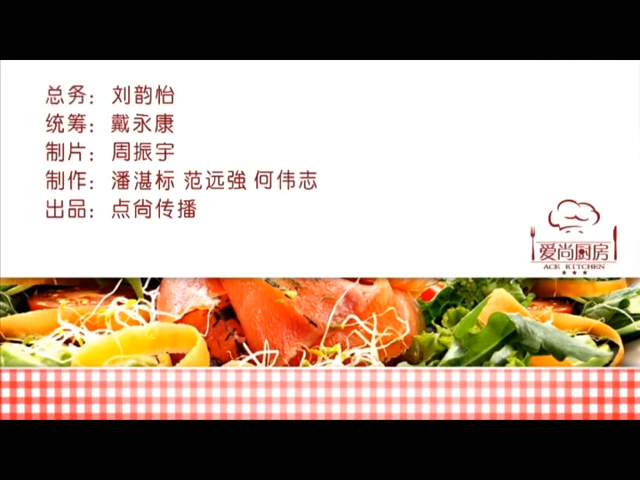 总务：刘韵怡
统筹：戴永康
制片：周振宇
制作：潘湛标 范远強 何伟志
出品：点尚传播
爱尚厨房
ACE KITCHEN